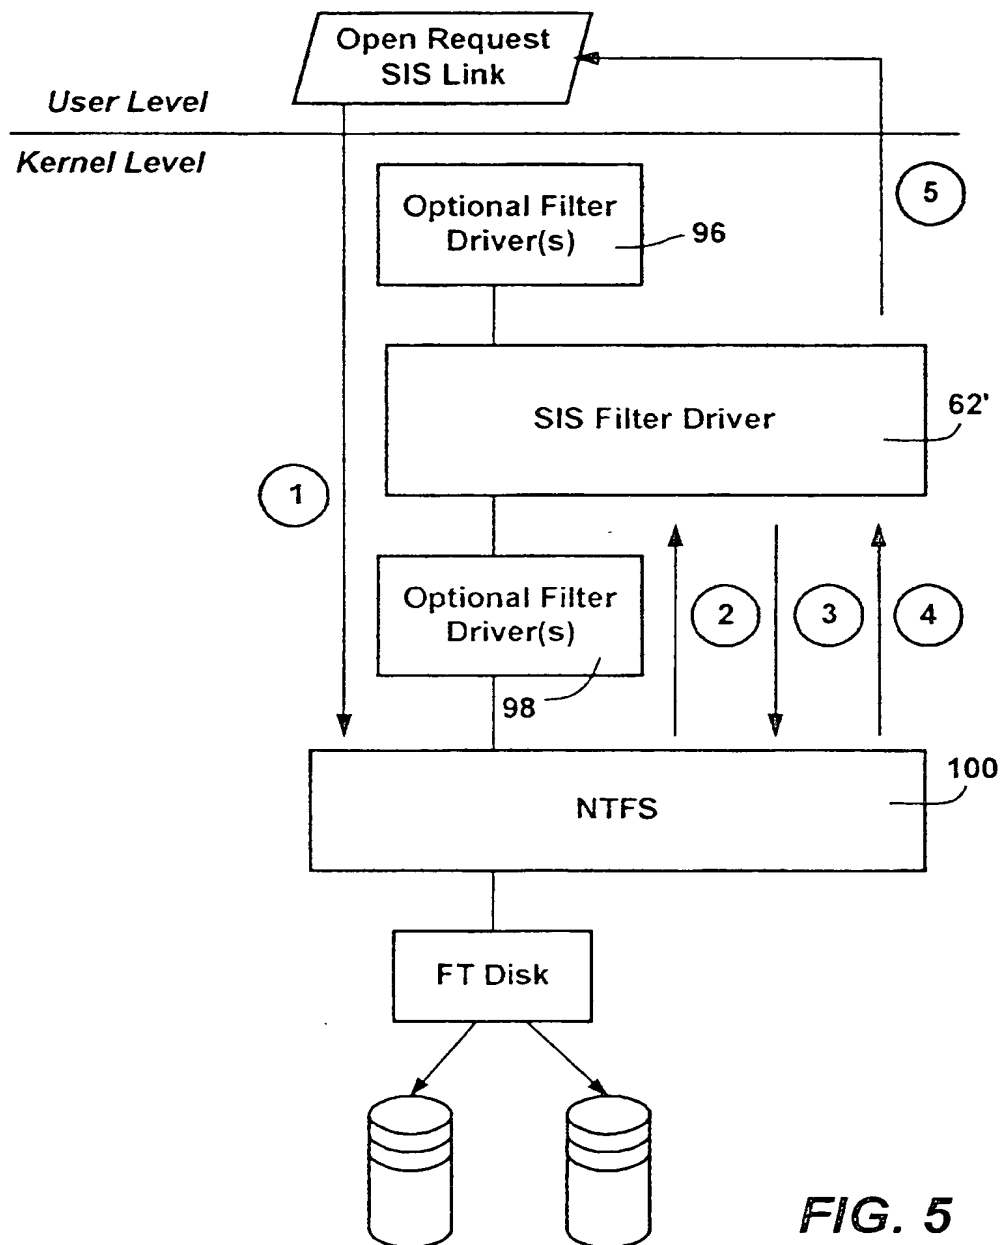 Open Request
SIS Link
User Level
Kernel Level
5
Optional Filter
Driver(s)
96
SIS Filter Driver
62'
1
Optional Filter
Driver(s)
2
3
4
98
NTFS
100
FT Disk
FIG. 5